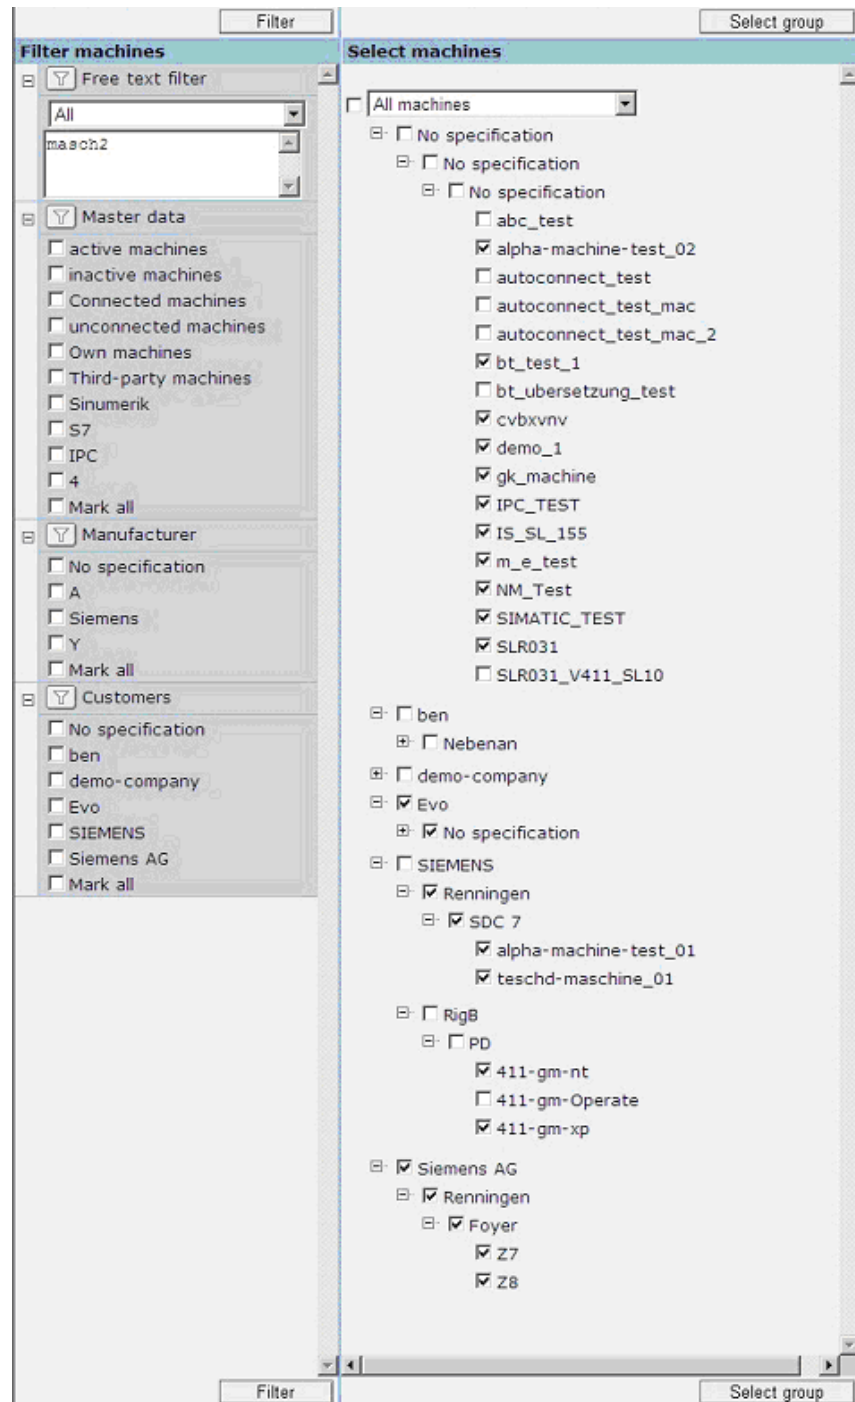 Filter
Select group
Filter machines
Select machines
Free text filter
All
masch2
Master data
active machines
inactive machines
Connected machines
unconnected machines
Own machines
Third-party machines
Sinumerik
S7
IPC
4
Mark all
Manufacturer
No specification
A
Siemens
Y
Mark all
Customers
No specification
ben
demo-company
Evo
SIEMENS
Siemens AG
Mark all
All machines
No specification
No specification
No specification
abc_test
alpha-machine-test_02
autoconnect_test
autoconnect_test_mac
autoconnect_test_mac_2
bt_test_1
bt_ubersetzung_test
cvbxvnv
demo_1
gk_machine
IPC_TEST
IS_SL_155
m_e_test
NM_Test
SIMATIC_TEST
SLR031
SLR031_V411_SL10
ben
Nebenan
demo-company
Evo
No specification
SIEMENS
Renningen
SDC 7
alpha-machine-test_01
teschd-maschine_01
RigB
PD
411-gm-nt
411-gm-Operate
411-gm-xp
Siemens AG
Renningen
Foyer
Z7
Z8
Filter
Select group